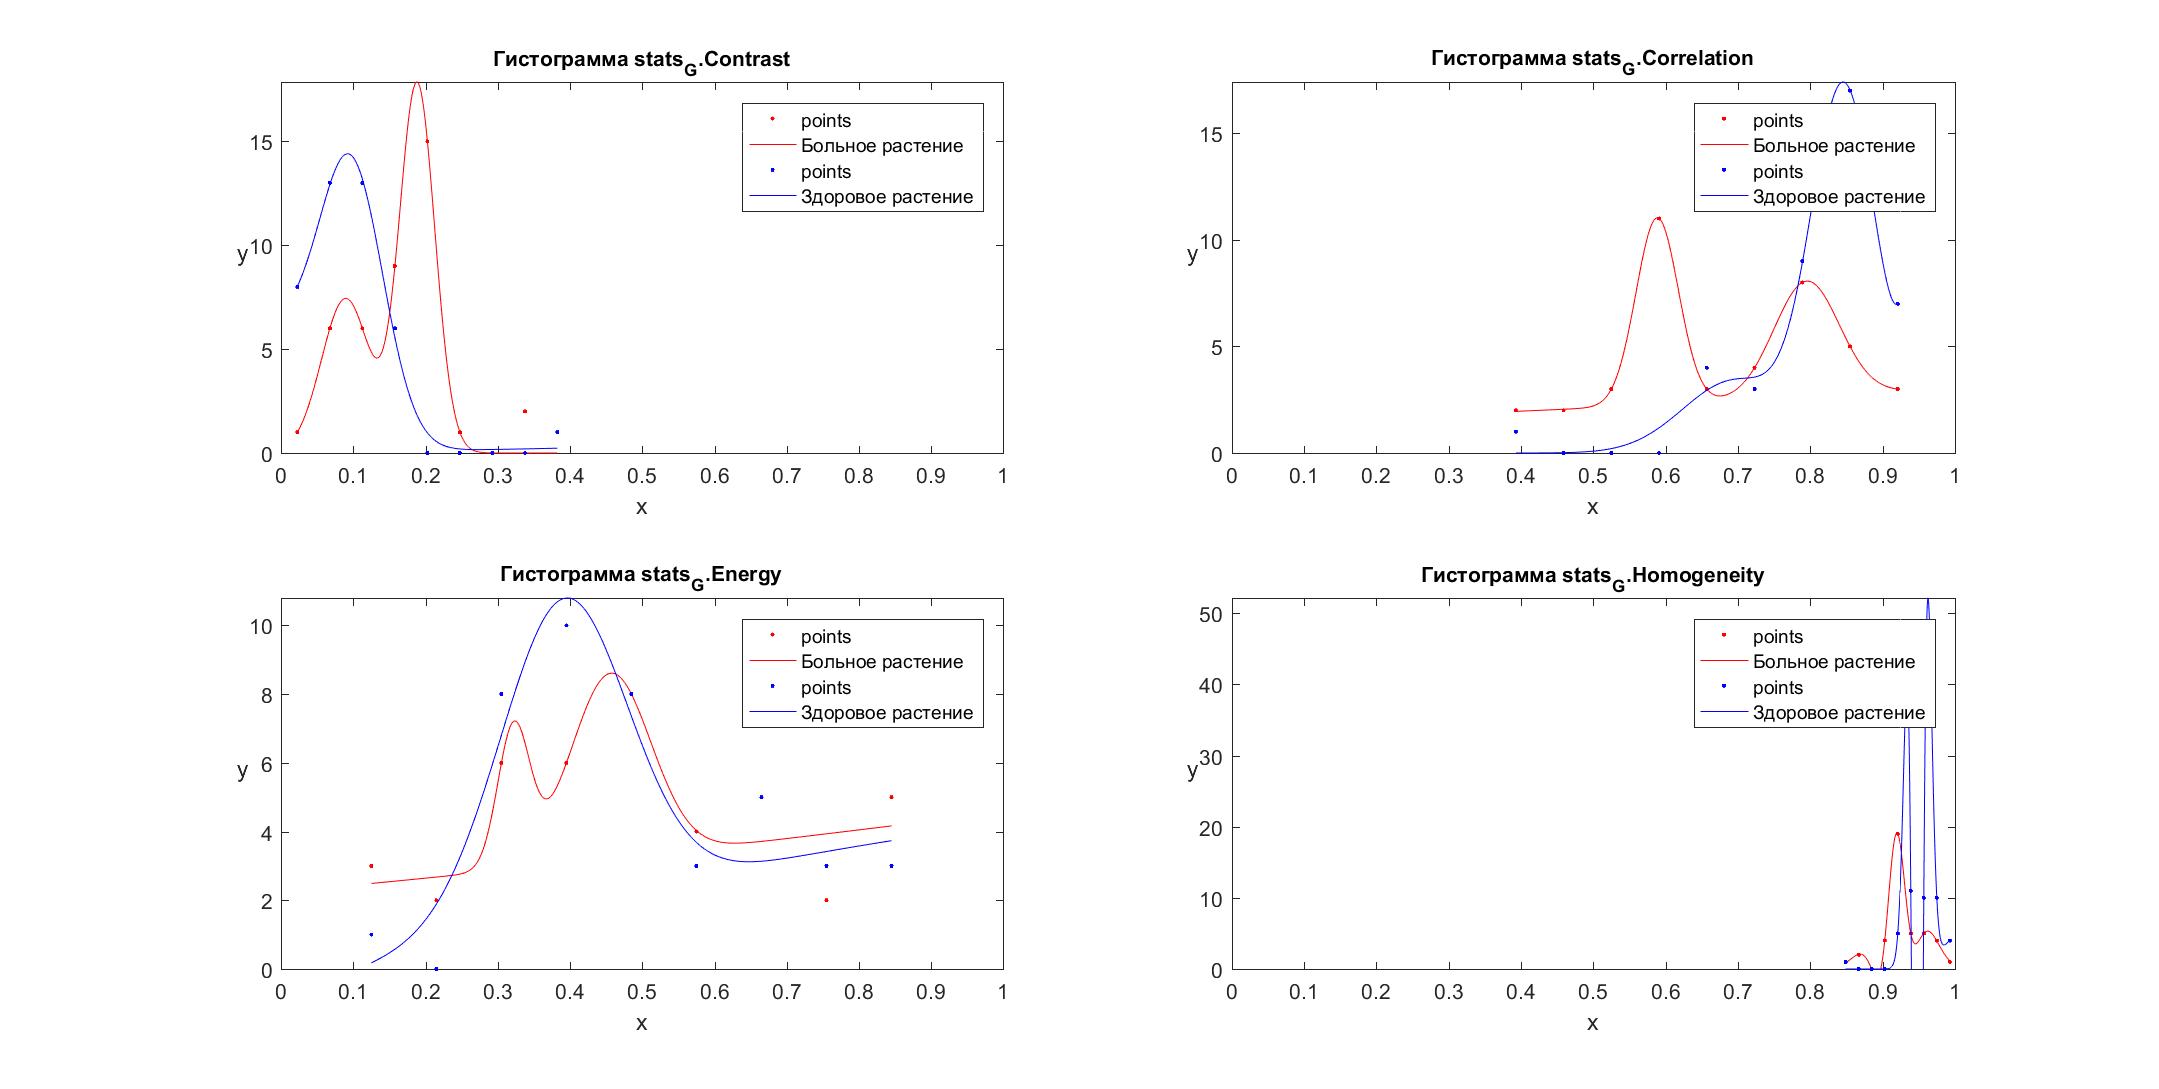 Гистограмма stats_G.Contrast
points
Больное растение
points
Здоровое растение
15
10
5
0
y
0 0.1 0.2 0.3 0.4 0.5 0.6 0.7 0.8 0.9 1
x
Гистограмма stats_G.Correlation
points
Больное растение
points
Здоровое растение
15
10
5
0
y
0 0.1 0.2 0.3 0.4 0.5 0.6 0.7 0.8 0.9 1
x
Гистограмма stats_G.Energy
points
Больное растение
points
Здоровое растение
10
8
6
4
2
0
y
0 0.1 0.2 0.3 0.4 0.5 0.6 0.7 0.8 0.9 1
x
Гистограмма stats_G.Homogeneity
points
Больное растение
points
Здоровое растение
50
40
30
20
10
0
y
0 0.1 0.2 0.3 0.4 0.5 0.6 0.7 0.8 0.9 1
x